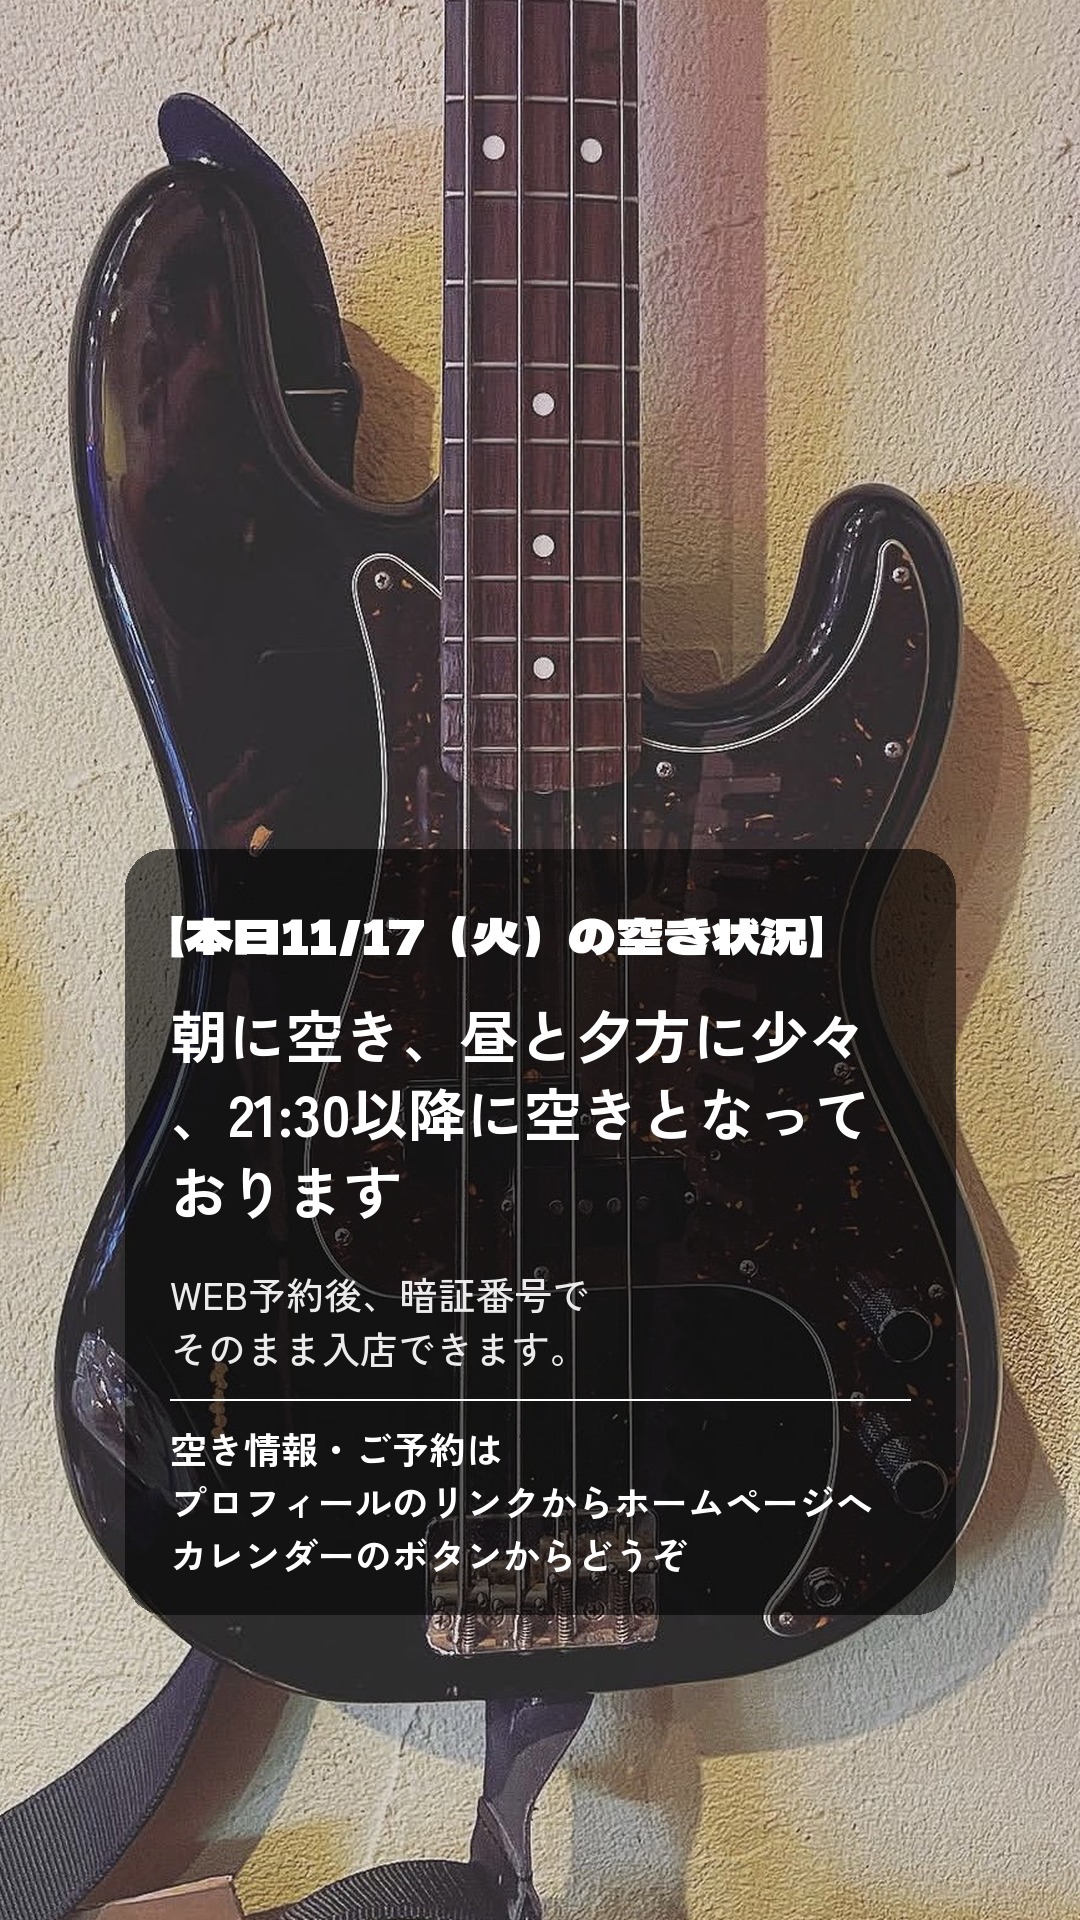 【本日11/17（火）の空き状況】
朝に空き、昼と夕方に少々
、21:30以降に空きとなって
おります
WEB予約後、暗証番号で
そのまま入店できます。
空き情報・ご予約は
プロフィールのリンクからホームページへ
カレンダーのボタンからどうぞ